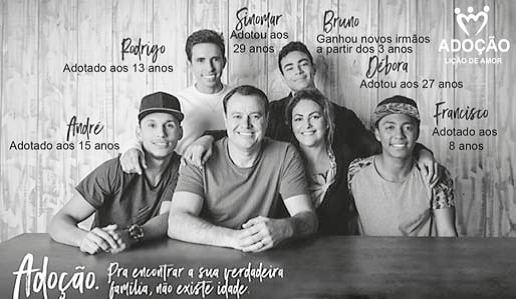 Sinomar
Adotou aos
29 anos
Bruno
Ganhou novos irmãos
a partir dos 3 anos
ADOÇÃO
LIÇÃO DE AMOR
Rodrigo
Adotado aos 13 anos
Débora
Adotou aos 27 anos
André
Adotado aos 15 anos
Francisco
Adotado aos
8 anos
Adoção. Pra encontrar a sua verdadeira
família, não existe idade.